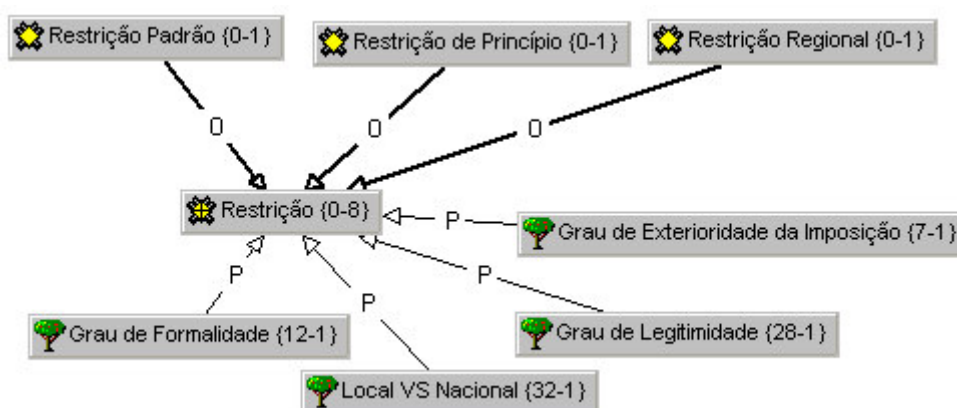 Restrição Padrão {0-1}
Restrição de Princípio {0-1}
Restrição Regional {0-1}
0
0
0
Restrição {0-8}
P
Grau de Exterioridade da Imposição {7-1}
P
P
P
Grau de Formalidade {12-1}
Grau de Legitimidade {28-1}
Local VS Nacional {32-1}